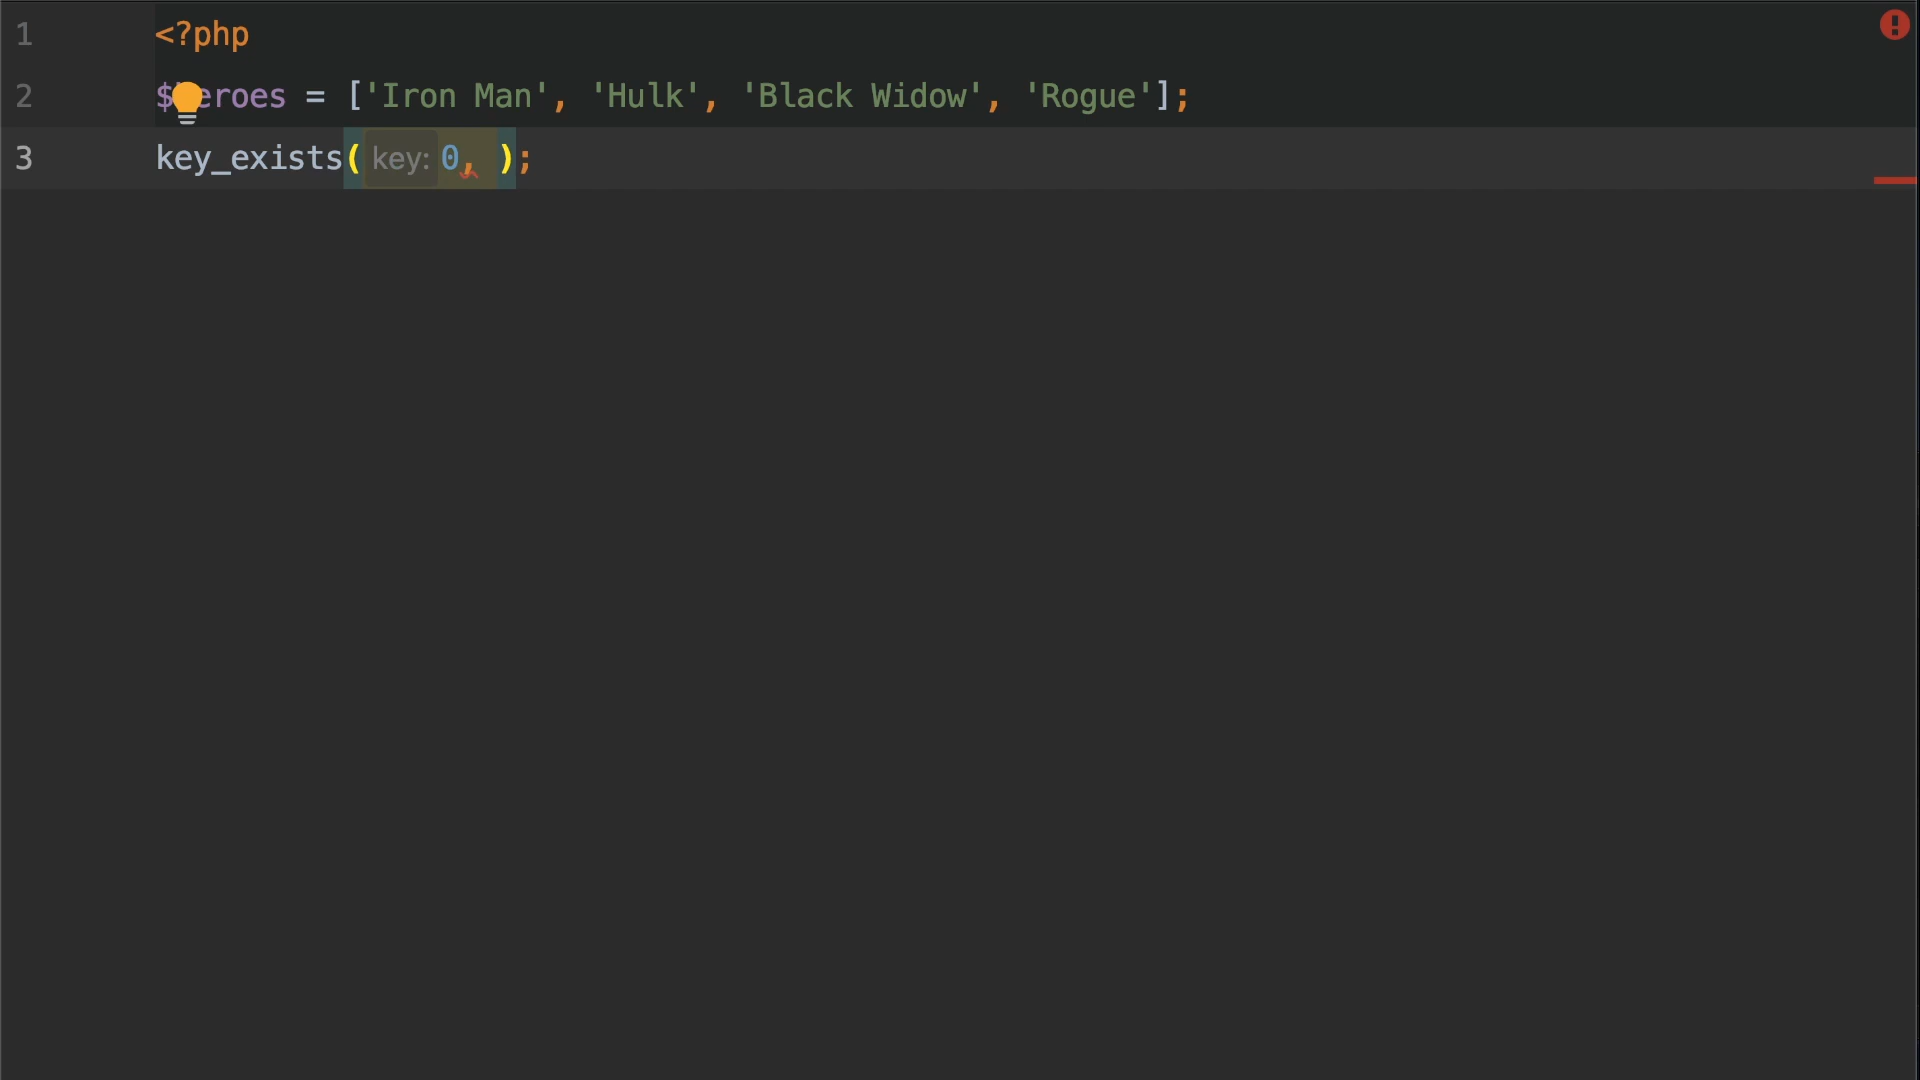 1 <?php
2 $heroes = ['Iron Man', 'Hulk', 'Black Widow', 'Rogue'];
3 key_exists( key: 0, );